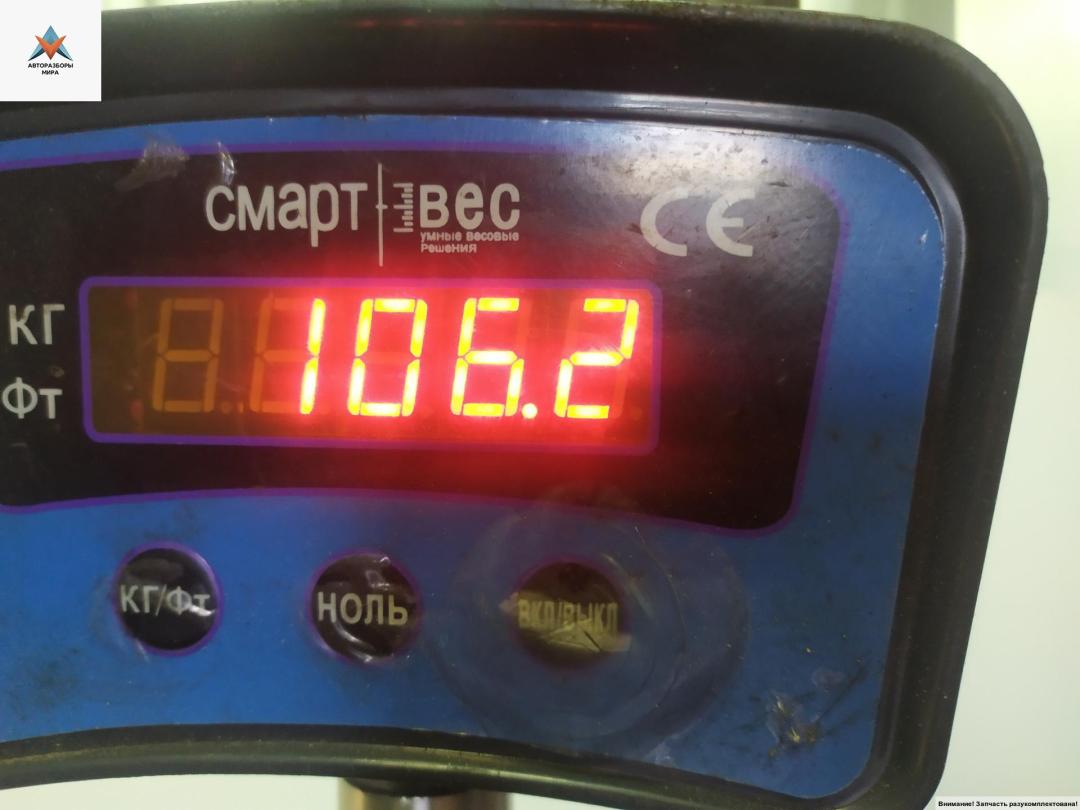 АВТОРАЗБОРЫ
МИРА
смарт вес
умные весовые
Решения
CE
КГ
106.2
Фт
КГ/Фт
НОЛЬ
ВКЛ/ВЫКЛ
Внимание! Запчасть разукомплектована!